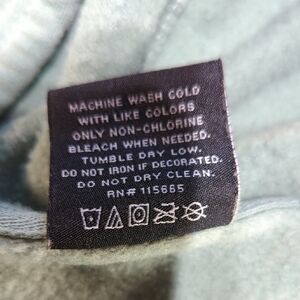 MACHINE WASH COLD
WITH LIKE COLORS
ONLY NON-CHLORINE
BLEACH WHEN NEEDED.
TUMBLE DRY LOW.
DO NOT IRON IF DECORATED.
DO NOT DRY CLEAN.
RN# 115665